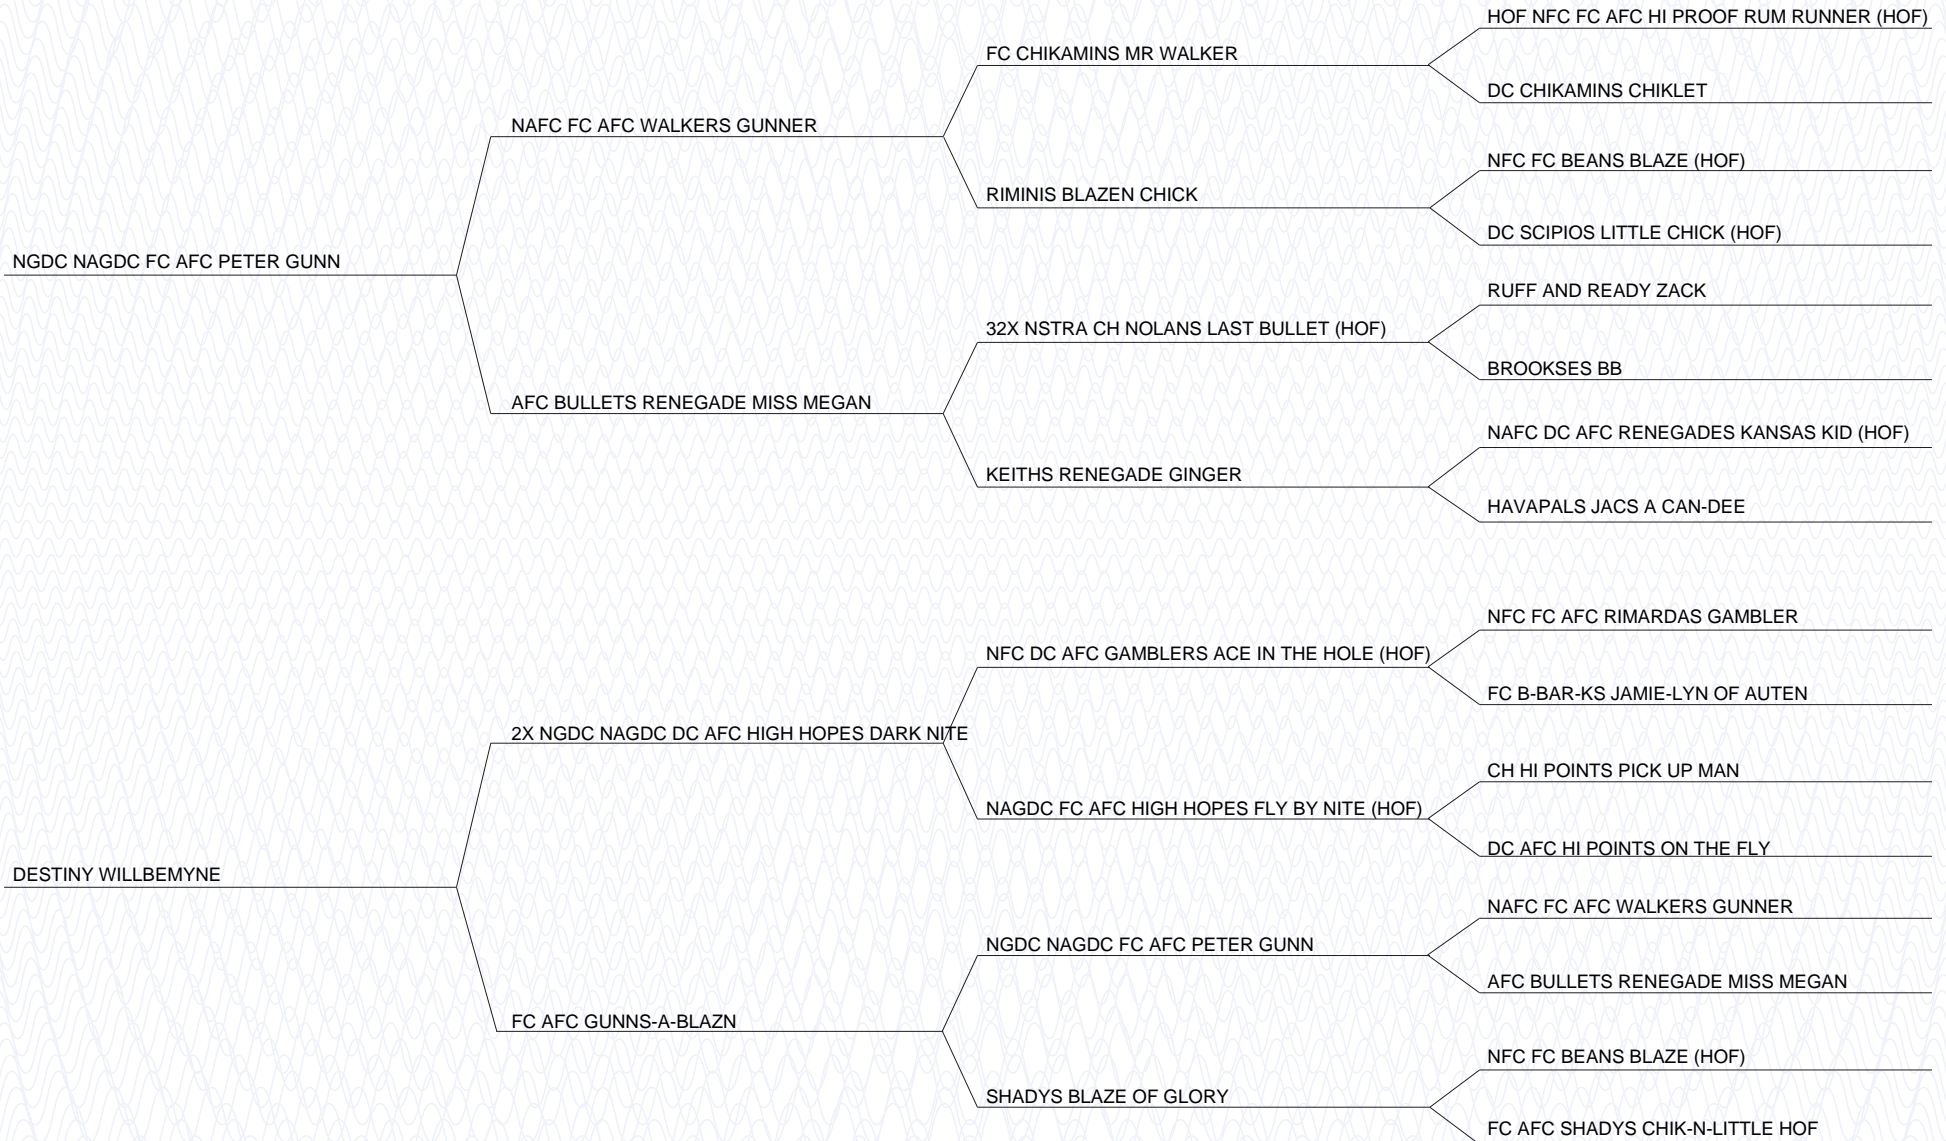 HOF NFC FC AFC HI PROOF RUM RUNNER (HOF)
FC CHIKAMINS MR WALKER
DC CHIKAMINS CHIKLET
NAFC FC AFC WALKERS GUNNER
NFC FC BEANS BLAZE (HOF)
RIMINIS BLAZEN CHICK
DC SCIPIOS LITTLE CHICK (HOF)
NGDC NAGDC FC AFC PETER GUNN
RUFF AND READY ZACK
32X NSTRA CH NOLANS LAST BULLET (HOF)
BROOKSES BB
AFC BULLETS RENEGADE MISS MEGAN
NAFC DC AFC RENEGADES KANSAS KID (HOF)
KEITHS RENEGADE GINGER
HAVAPALS JACS A CAN-DEE
NFC FC AFC RIMARDAS GAMBLER
NFC DC AFC GAMBLERS ACE IN THE HOLE (HOF)
FC B-BAR-KS JAMIE-LYN OF AUTEN
2X NGDC NAGDC DC AFC HIGH HOPES DARK NITE
CH HI POINTS PICK UP MAN
NAGDC FC AFC HIGH HOPES FLY BY NITE (HOF)
DC AFC HI POINTS ON THE FLY
DESTINY WILLBEMYNE
NAFC FC AFC WALKERS GUNNER
NGDC NAGDC FC AFC PETER GUNN
AFC BULLETS RENEGADE MISS MEGAN
FC AFC GUNNS-A-BLAZN
NFC FC BEANS BLAZE (HOF)
SHADYS BLAZE OF GLORY
FC AFC SHADYS CHIK-N-LITTLE HOF